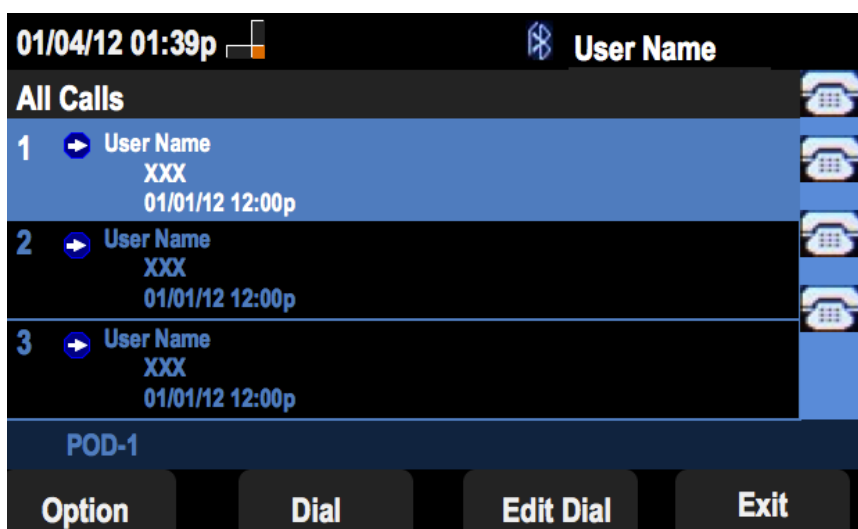 01/04/12 01:39p User Name
All Calls
1 User Name
XXX
01/01/12 12:00p
2 User Name
XXX
01/01/12 12:00p
3 User Name
XXX
01/01/12 12:00p
POD-1
Option Dial Edit Dial Exit